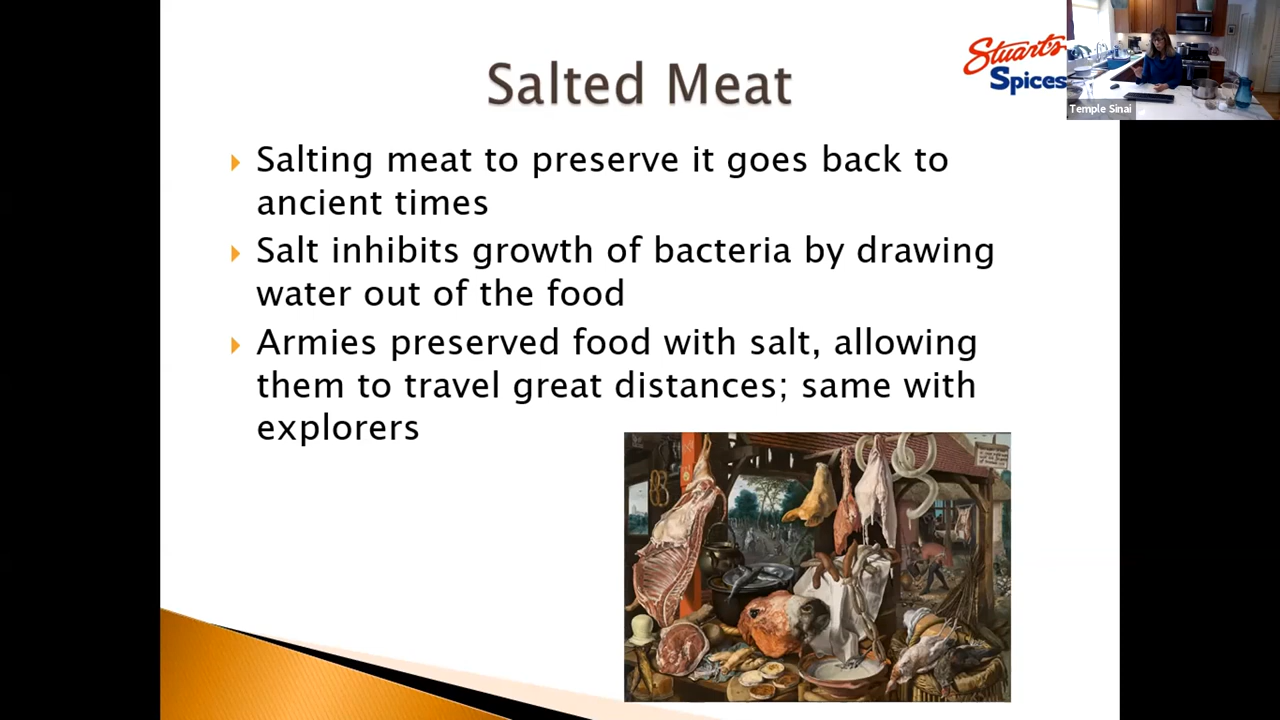 Salted Meat
Stuart's
Spices
Temple Sinai
Salting meat to preserve it goes back to
ancient times
Salt inhibits growth of bacteria by drawing
water out of the food
Armies preserved food with salt, allowing
them to travel great distances; same with
explorers